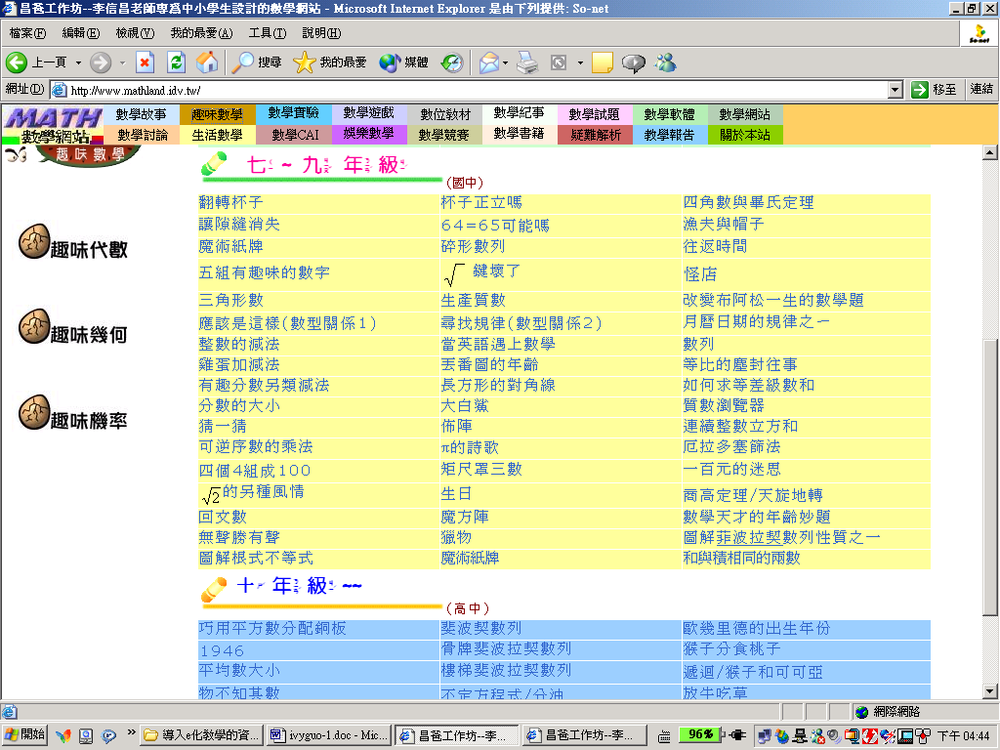 昌爸工作坊--李信昌老師專為中小學生設計的數學網站 - Microsoft Internet Explorer 是由下列提供: So-net
檔案(F) 編輯(E) 檢視(V) 我的最愛(A) 工具(T) 說明(H)
So-net
上一頁 搜尋 我的最愛 媒體
網址(D) http://www.mathland.idv.tw/ 移至 連結
MATH 數學故事 趣味數學 數學實驗 數學遊戲 數位教材 數學紀事 數學試題 數學軟體 數學網站
數學網站 數學討論 生活數學 數學CAI 娛樂數學 數學競賽 數學書籍 疑難解析 數學報告 關於本站
趣味數學
趣味代數
趣味幾何
趣味機率
七~九年級
(國中)
翻轉杯子 杯子正立嗎 四角數與畢氏定理
讓隙縫消失 64=65可能嗎 漁夫與帽子
魔術紙牌 碎形數列 往返時間
五組有趣味的數字 √ 鍵壞了 怪店
三角形數 生產質數 改變布阿松一生的數學題
應該是這樣(數型關係1) 尋找規律(數型關係2) 月曆日期的規律之一
整數的減法 當英語遇上數學 數列
雞蛋加減法 丟番圖的年齡 等比的塵封往事
有趣分數另類減法 長方形的對角線 如何求等差級數和
分數的大小 大白鯊 質數瀏覽器
猜一猜 佈陣 連續整數立方和
可逆序數的乘法 π的詩歌 厄拉多塞篩法
四個4組成100 矩尺罩三數 一百元的迷思
√2的另種風情 生日 商高定理/天旋地轉
回文數 魔方陣 數學天才的年齡妙題
無聲勝有聲 獵物 圖解菲波拉契數列性質之一
圖解根式不等式 魔術紙牌 和與積相同的兩數
十年級~~
(高中)
巧用平方數分配銅板 斐波契數列 歐幾里德的出生年份
1946 骨牌斐波拉契數列 猴子分食桃子
平均數大小 樓梯斐波拉契數列 遞迴/猴子和可可亞
物不知其數 不定方程式/分油 放牛吃草
網際網路
開始 導入e化教學的資... ivyguo-1.doc - Mic... 昌爸工作坊--李... 昌爸工作坊--李... 96% 下午 04:44